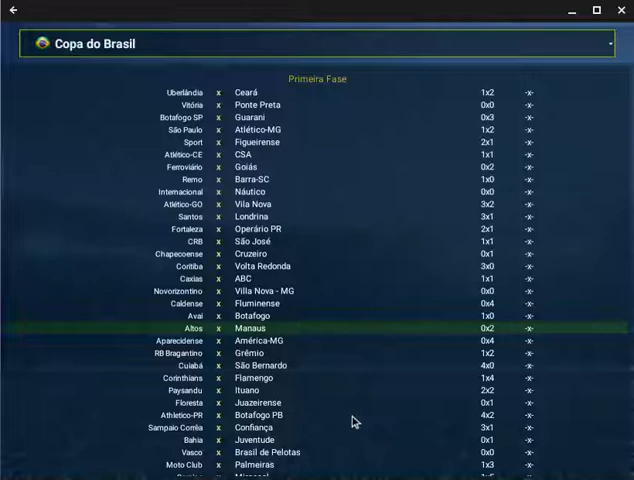 Copa do Brasil
Primeira Fase
Uberlândia x Ceará 1x2 -x-
Vitória x Ponte Preta 0x0 -x-
Botafogo SP x Guarani 0x3 -x-
São Paulo x Atlético-MG 1x2 -x-
Sport x Figueirense 2x1 -x-
Atlético-CE x CSA 1x1 -x-
Ferroviário x Goiás 0x2 -x-
Remo x Barra-SC 1x0 -x-
Internacional x Náutico 0x0 -x-
Atlético-GO x Vila Nova 3x2 -x-
Santos x Londrina 3x1 -x-
Fortaleza x Operário PR 2x1 -x-
CRB x São José 1x1 -x-
Chapecoense x Cruzeiro 0x1 -x-
Coritiba x Volta Redonda 3x0 -x-
Caxias x ABC 1x1 -x-
Novorizontino x Villa Nova - MG 0x0 -x-
Caldense x Fluminense 0x4 -x-
Avaí x Botafogo 1x0 -x-
Altos x Manaus 0x2 -x-
Aparecidense x América-MG 0x4 -x-
RB Bragantino x Grêmio 1x2 -x-
Cuiabá x São Bernardo 4x0 -x-
Corinthians x Flamengo 1x4 -x-
Paysandu x Ituano 2x2 -x-
Floresta x Juazeirense 0x1 -x-
Athletico-PR x Botafogo PB 4x2 -x-
Sampaio Corrêa x Confiança 3x1 -x-
Bahia x Juventude 0x1 -x-
Vasco x Brasil de Pelotas 0x0 -x-
Moto Club x Palmeiras 1x3 -x-